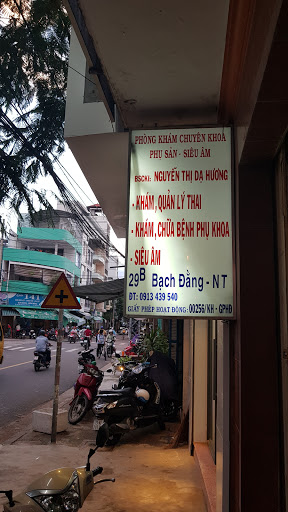 PHÒNG KHÁM CHUYÊN KHOA
PHỤ SẢN - SIÊU ÂM
BSCKI: NGUYỄN THỊ DẠ HƯƠNG
- KHÁM, QUẢN LÝ THAI
- KHÁM, CHỮA BỆNH PHỤ KHOA
- SIÊU ÂM
29B Bạch Đằng - NT
ĐT: 0913 439 540
GIẤY PHÉP HOẠT ĐỘNG: 00256/KH - GPHĐ